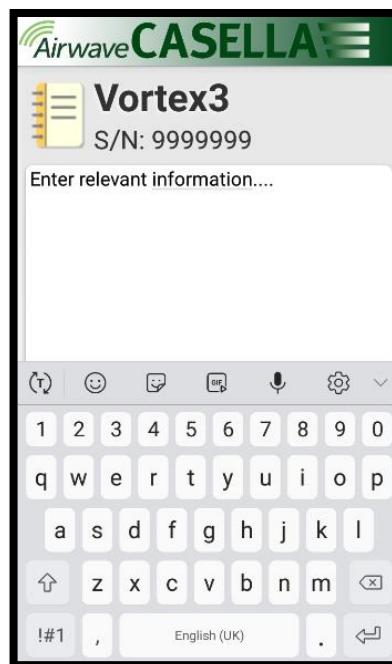 Airwave CASELLA
Vortex3
S/N: 9999999
Enter relevant information....
T GIF
1 2 3 4 5 6 7 8 9 0
q w e r t y u i o p
a s d f g h j k l
z x c v b n m
!#1 , English (UK) .